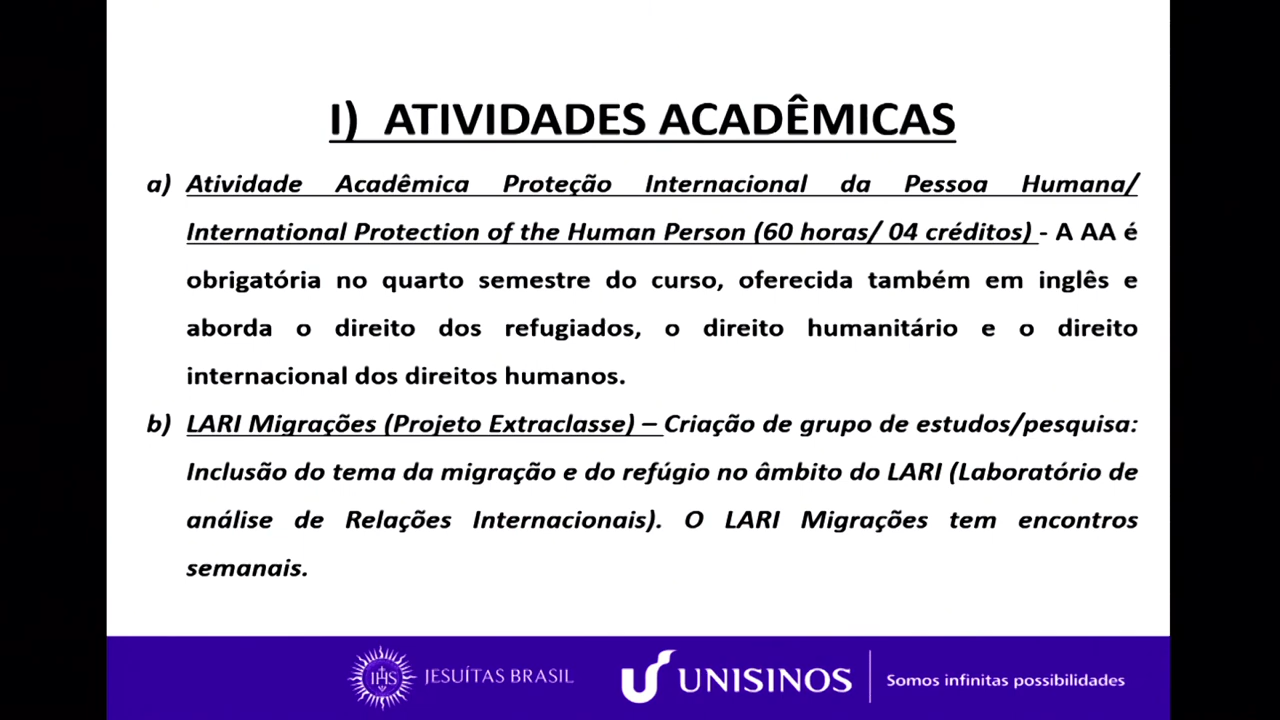 I) ATIVIDADES ACADÊMICAS
a) Atividade Acadêmica Proteção Internacional da Pessoa Humana/
International Protection of the Human Person (60 horas/ 04 créditos) - A AA é
obrigatória no quarto semestre do curso, oferecida também em inglês e
aborda o direito dos refugiados, o direito humanitário e o direito
internacional dos direitos humanos.
b) LARI Migrações (Projeto Extraclasse) – Criação de grupo de estudos/pesquisa:
Inclusão do tema da migração e do refúgio no âmbito do LARI (Laboratório de
análise de Relações Internacionais). O LARI Migrações tem encontros
semanais.
IHS JESUÍTAS BRASIL UNISINOS Somos infinitas possibilidades